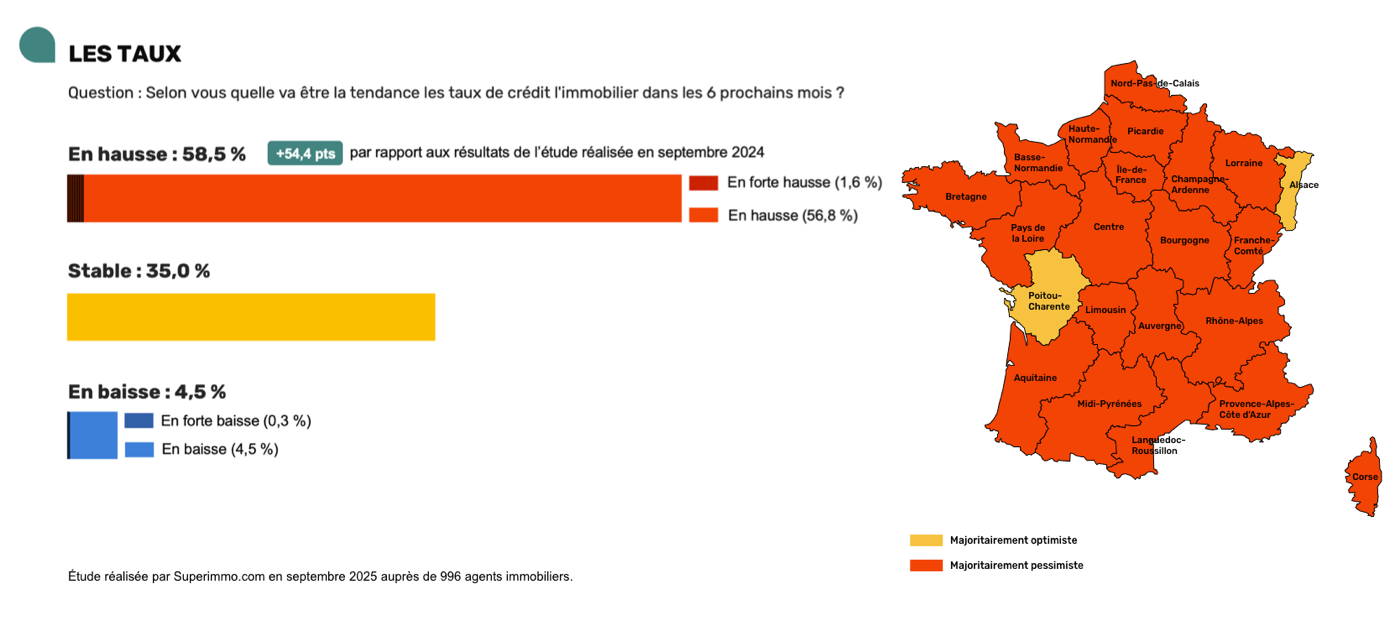 LES TAUX
Question : Selon vous quelle va être la tendance les taux de crédit l'immobilier dans les 6 prochains mois ?
En hausse : 58,5 %
+54,4 pts
par rapport aux résultats de l'étude réalisée en septembre 2024
En forte hausse (1,6 %)
En hausse (56,8 %)
Stable : 35,0 %
En baisse : 4,5 %
En forte baisse (0,3 %)
En baisse (4,5 %)
Étude réalisée par Superimmo.com en septembre 2025 auprès de 996 agents immobiliers.
Nord-Pas-de-Calais
Haute-
Normandie
Picardie
Basse-
Normandie
Île-de-
France
Champagne-
Ardenne
Lorraine
Alsace
Bretagne
Pays de
la Loire
Centre
Bourgogne
Franche-
Comté
Poitou-
Charente
Limousin
Auvergne
Rhône-Alpes
Aquitaine
Midi-Pyrénées
Provence-Alpes-
Côte d'Azur
Languedoc-
Roussillon
Corse
Majoritairement optimiste
Majoritairement pessimiste